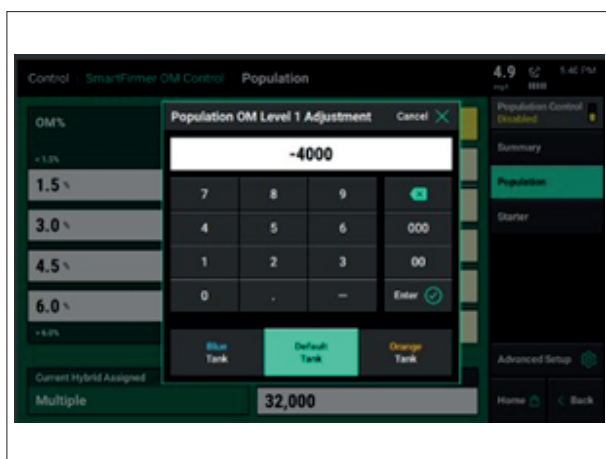 Control SmartFirmer OM Control Population
4.9 5:40 PM
mph
Population Control
Disabled
OM%
Population OM Level 1 Adjustment Cancel
-4000
< 1.5%
1.5 %
3.0 %
4.5 %
6.0 %
> 6.0%
7 8 9
4 5 6 000
1 2 3 00
0 . – Enter
Blue
Tank
Default
Tank
Orange
Tank
Current Hybrid Assigned
Multiple 32,000
Summary
Population
Starter
Advanced Setup
Home < Back